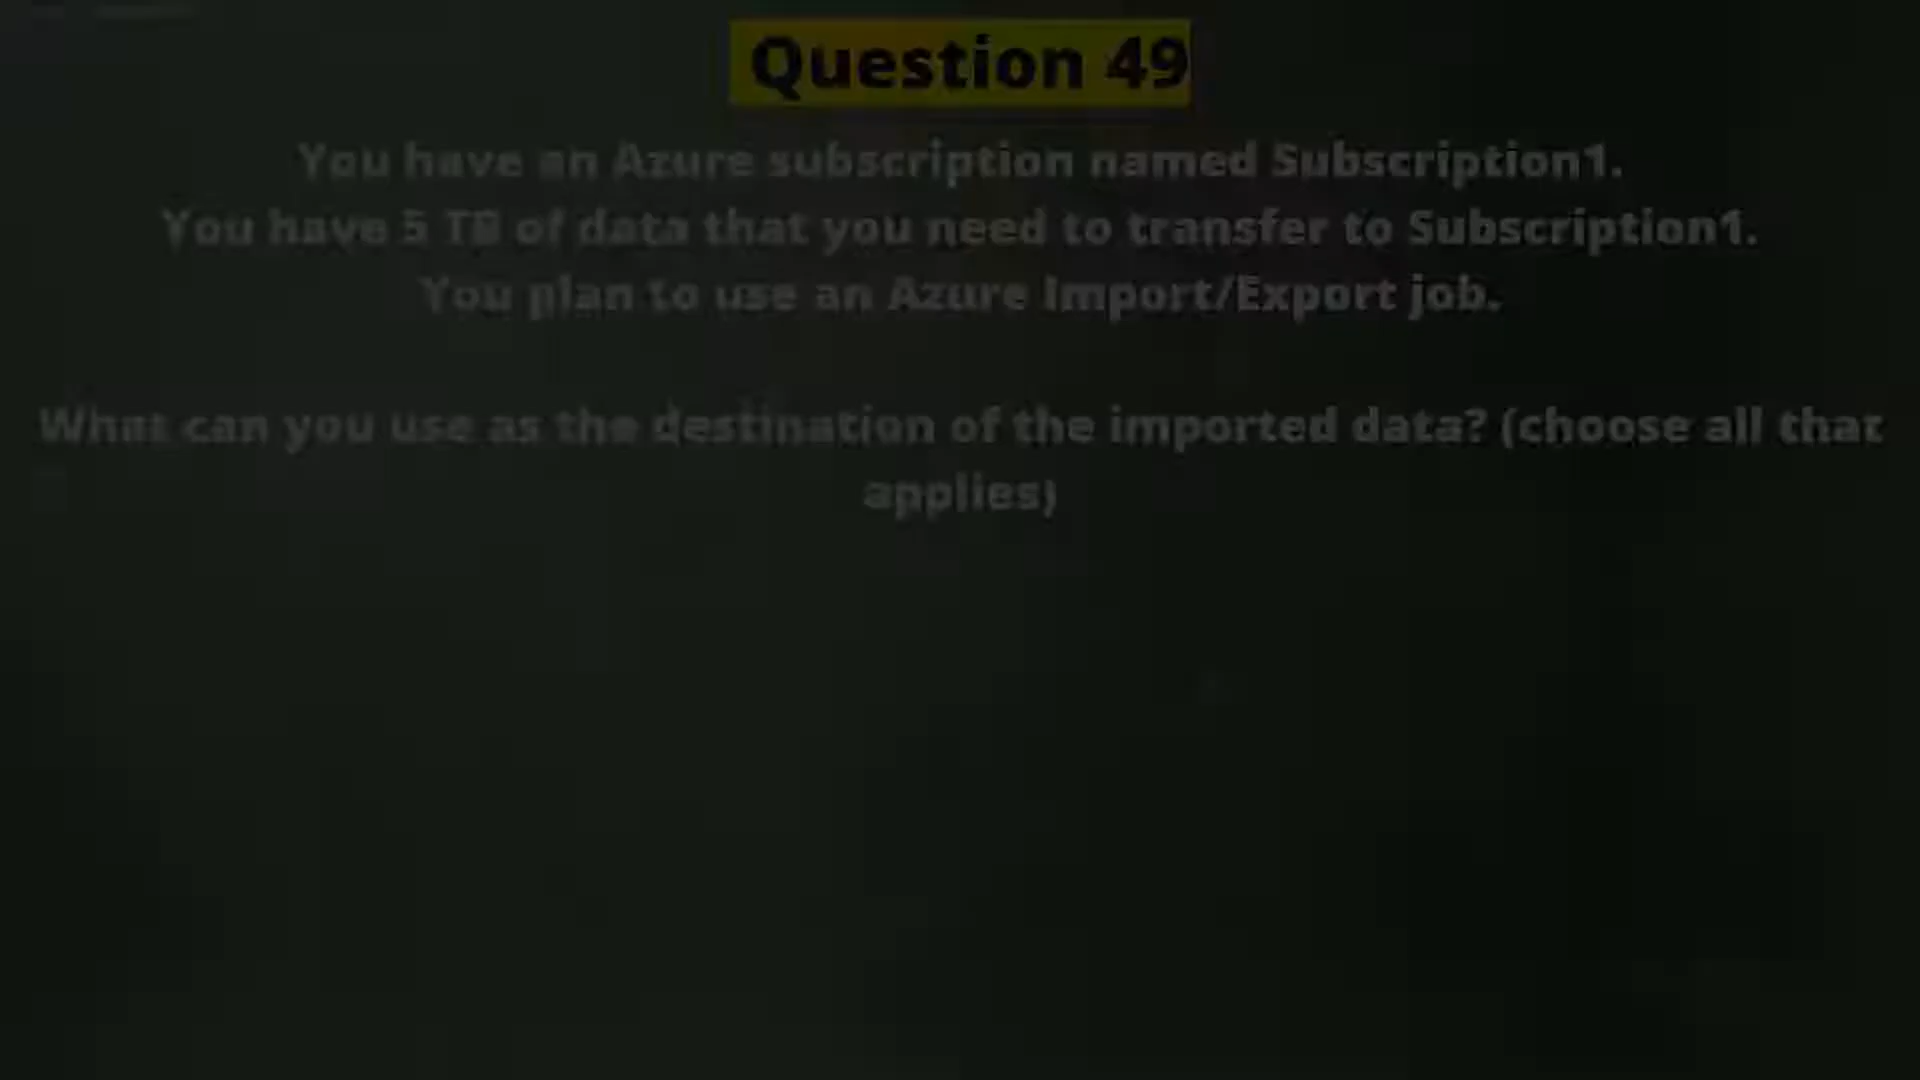 Question 49
You have an Azure subscription named Subscription1.
You have 5 TB of data that you need to transfer to Subscription1.
You plan to use an Azure Import/Export job.
What can you use as the destination of the imported data? (choose all that
applies)